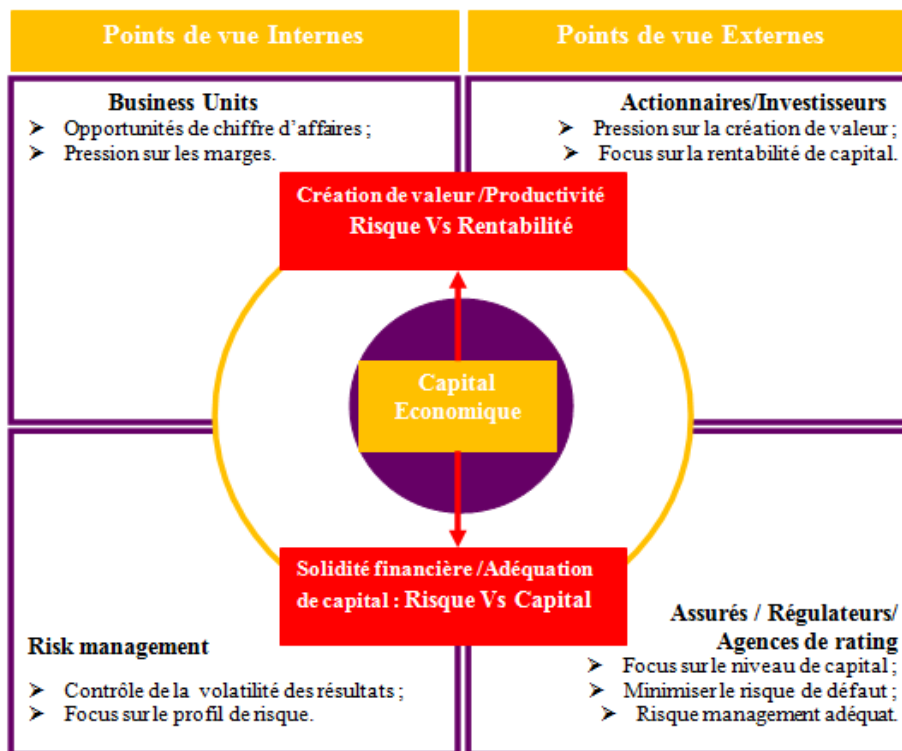 Points de vue Internes
Points de vue Externes
Business Units
➢ Opportunités de chiffre d'affaires ;
➢ Pression sur les marges.
Actionnaires/Investisseurs
➢ Pression sur la création de valeur ;
➢ Focus sur la rentabilité de capital.
Création de valeur /Productivité
Risque Vs Rentabilité
Capital
Economique
Solidité financière /Adéquation
de capital : Risque Vs Capital
Risk management
➢ Contrôle de la volatilité des résultats ;
➢ Focus sur le profil de risque.
Assurés / Régulateurs/
Agences de rating
➢ Focus sur le niveau de capital ;
➢ Minimiser le risque de défaut ;
➢ Risque management adéquat.